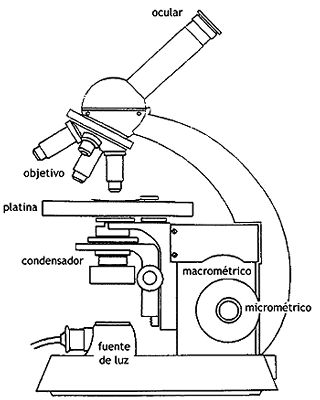 ocular
objetivo
platina
condensador
macrométrico
micrométrico
fuente
de luz